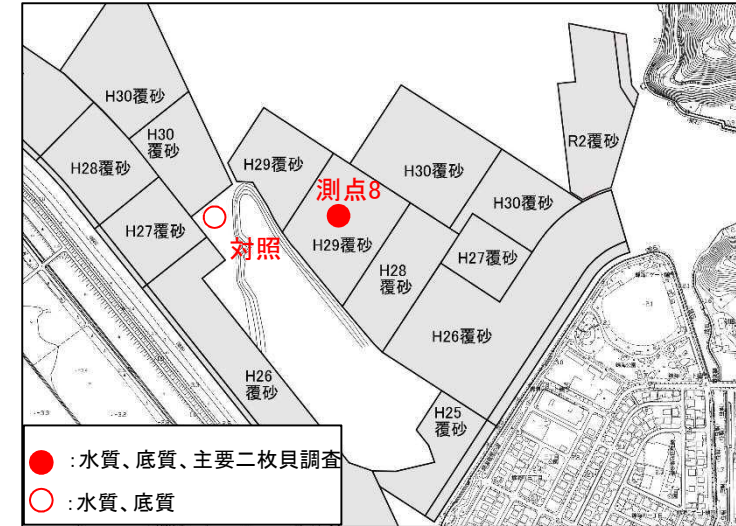 H30覆砂
H30
覆砂
H28覆砂
H27覆砂
H29覆砂
H30覆砂
R2覆砂
測点8
H30覆砂
対照
H29覆砂
H28
覆砂
H27覆砂
H26覆砂
H26
覆砂
H25
覆砂
:水質、底質、主要二枚貝調査
:水質、底質